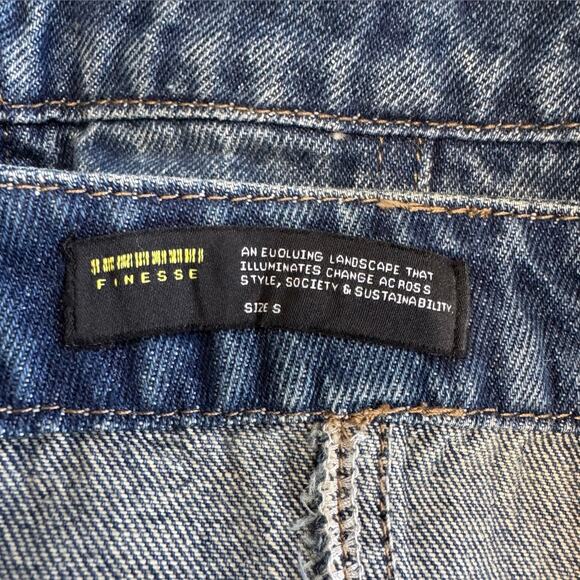 FINESSE
AN EVOLVING LANDSCAPE THAT
ILLUMINATES CHANGE ACROSS
STYLE, SOCIETY & SUSTAINABILITY.
SIZE S